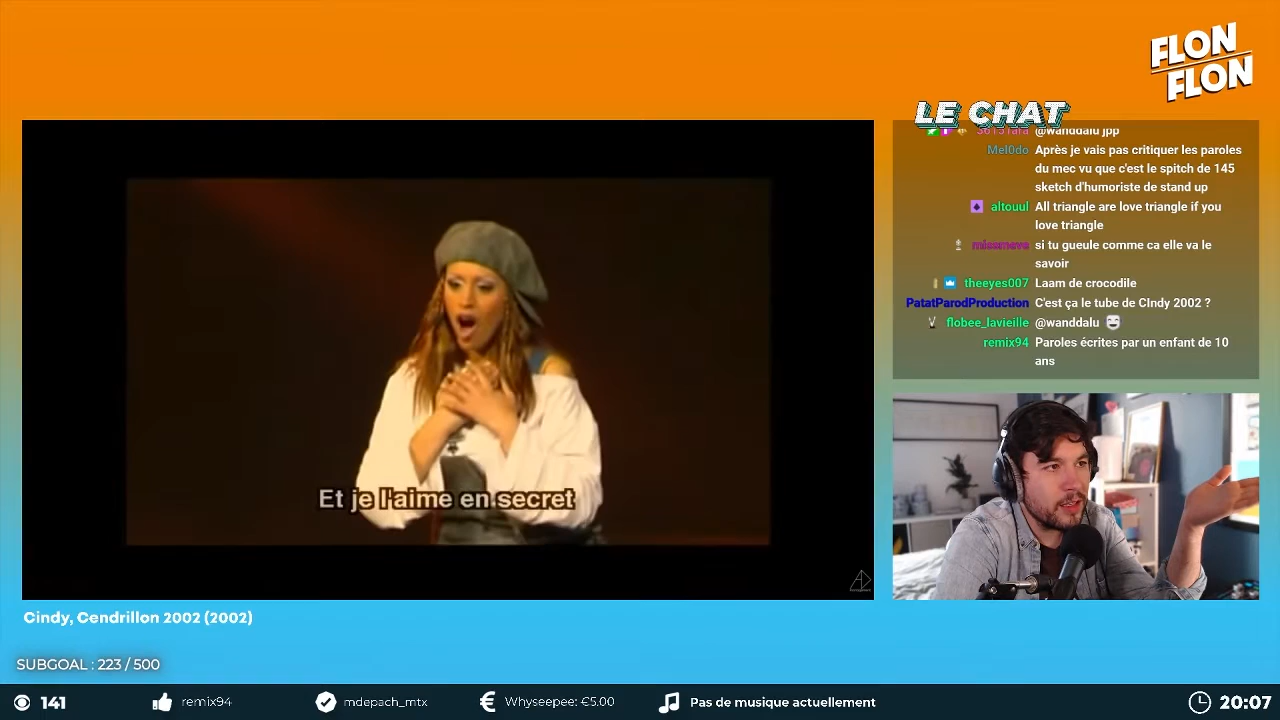 FLON
FLON
LE CHAT
36151ara @wanddalu jpp
Mel0do Après je vais pas critiquer les paroles
du mec vu que c'est le spitch de 145
sketch d'humoriste de stand up
altouul All triangle are love triangle if you
love triangle
missmeve si tu gueule comme ca elle va le
savoir
theeyes007 Laam de crocodile
PatatParodProduction C'est ça le tube de CIndy 2002 ?
flobee_lavieille @wanddalu
remix94 Paroles écrites par un enfant de 10
ans
Et je l'aime en secret
Cindy, Cendrillon 2002 (2002)
SUBGOAL : 223 / 500
141
remix94
mdepach_mtx
€ Whyseepee: €5.00
Pas de musique actuellement
20:07